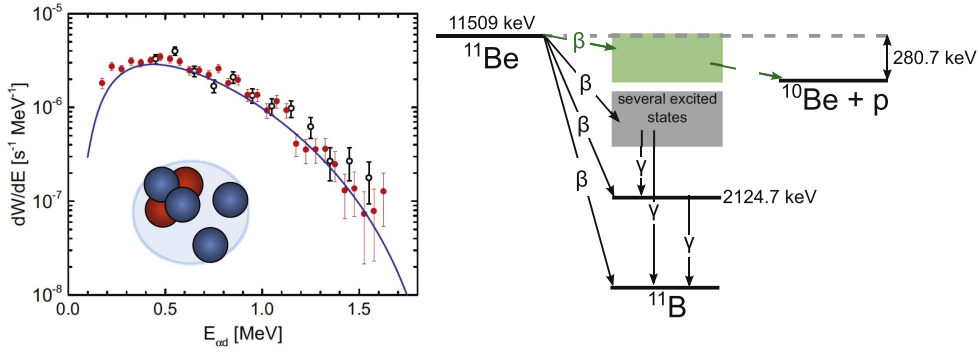 dW/dE [s⁻¹ MeV⁻¹]
10⁻⁵
10⁻⁶
10⁻⁷
10⁻⁸
0.0
0.5
1.0
1.5
E_αd [MeV]
11509 keV
¹¹Be
β
β
β
β
280.7 keV
¹⁰Be + p
several excited
states
γ
γ
γ
2124.7 keV
¹¹B